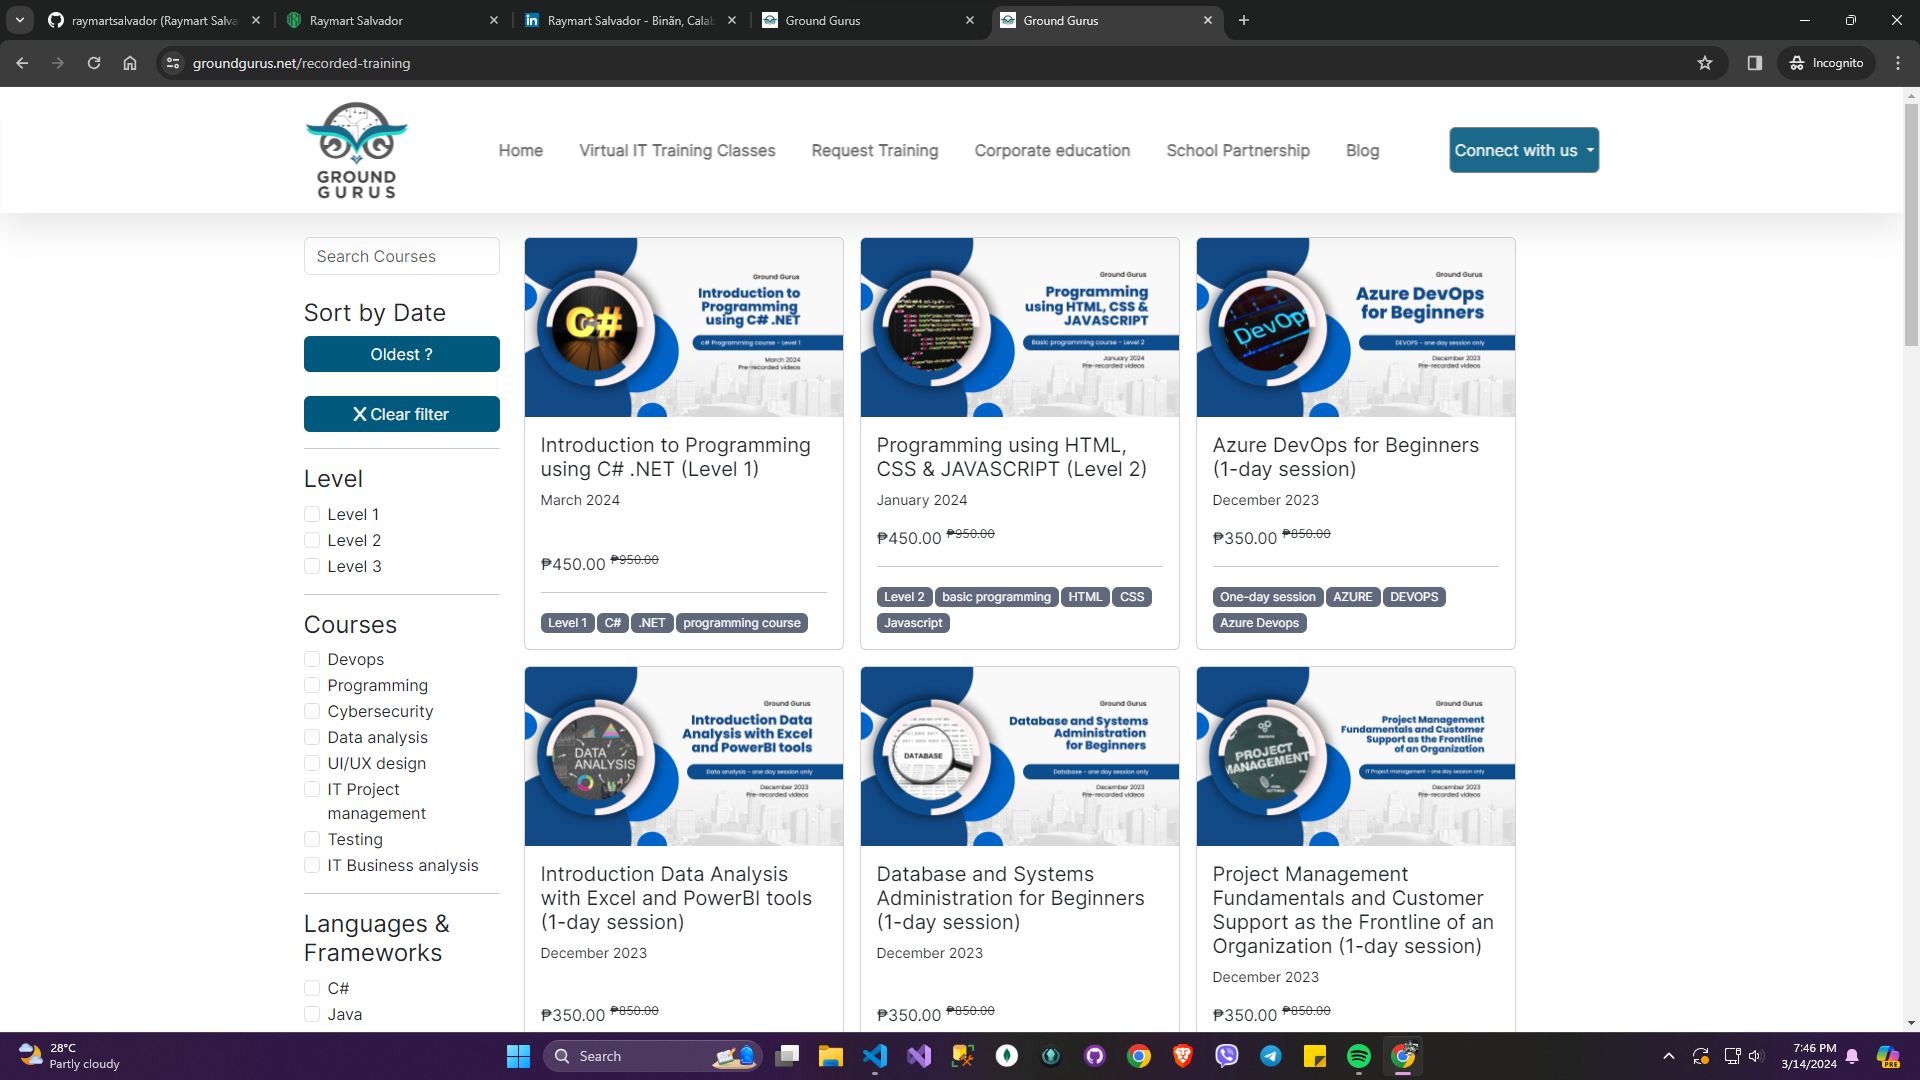 raymartsalvador (Raymart Salva
Raymart Salvador
Raymart Salvador - Biñan, Calab
Ground Gurus
Ground Gurus
groundgurus.net/recorded-training
Incognito
GROUND
GURUS
Home
Virtual IT Training Classes
Request Training
Corporate education
School Partnership
Blog
Connect with us
Search Courses
Sort by Date
Oldest ?
X Clear filter
Level
Level 1
Level 2
Level 3
Courses
Devops
Programming
Cybersecurity
Data analysis
UI/UX design
IT Project
management
Testing
IT Business analysis
Languages &
Frameworks
C#
Java
C#
Ground Gurus
Introduction to
Programming
using C# .NET
c# Programming course - Level 1
March 2024
Pre-recorded videos
Introduction to Programming
using C# .NET (Level 1)
March 2024
₱450.00 ₱950.00
Level 1 C# .NET programming course
Ground Gurus
Programming
using HTML, CSS &
JAVASCRIPT
Basic programming course - Level 2
January 2024
Pre-recorded videos
Programming using HTML,
CSS & JAVASCRIPT (Level 2)
January 2024
₱450.00 ₱950.00
Level 2 basic programming HTML CSS
Javascript
DevOps
Ground Gurus
Azure DevOps
for Beginners
DEVOPS - one day session only
December 2023
Pre-recorded videos
Azure DevOps for Beginners
(1-day session)
December 2023
₱350.00 ₱850.00
One-day session AZURE DEVOPS
Azure Devops
DATA
ANALYSIS
Ground Gurus
Introduction Data
Analysis with Excel
and PowerBI tools
Data analysis - one day session only
December 2023
Pre-recorded videos
Introduction Data Analysis
with Excel and PowerBI tools
(1-day session)
December 2023
₱350.00 ₱850.00
DATABASE
Ground Gurus
Database and Systems
Administration
for Beginners
Database - one day session only
December 2023
Pre-recorded videos
Database and Systems
Administration for Beginners
(1-day session)
December 2023
₱350.00 ₱850.00
PROJECT
MANAGEMENT
Ground Gurus
Project Management
Fundamentals and Customer
Support as the Frontline
of an Organization
IT Project management - one day session only
December 2023
Pre-recorded videos
Project Management
Fundamentals and Customer
Support as the Frontline of an
Organization (1-day session)
December 2023
₱350.00 ₱850.00
28°C
Partly cloudy
Search
7:46 PM
3/14/2024
PRE